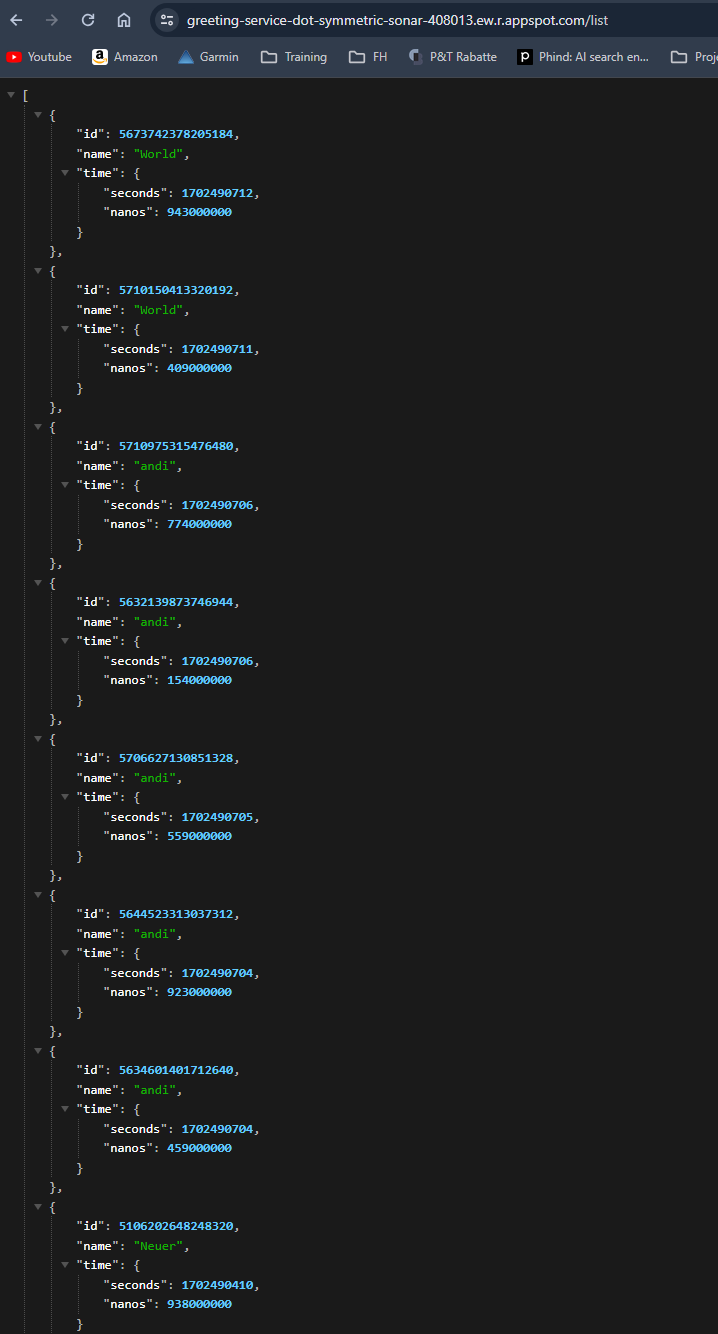 greeting-service-dot-symmetric-sonar-408013.ew.r.appspot.com/list
Youtube Amazon Garmin Training FH P&T Rabatte Phind: AI search en... Proje
[
{
"id": 5673742378205184,
"name": "World",
"time": {
"seconds": 1702490712,
"nanos": 943000000
}
},
{
"id": 5710150413320192,
"name": "World",
"time": {
"seconds": 1702490711,
"nanos": 409000000
}
},
{
"id": 5710975315476480,
"name": "andi",
"time": {
"seconds": 1702490706,
"nanos": 774000000
}
},
{
"id": 5632139873746944,
"name": "andi",
"time": {
"seconds": 1702490706,
"nanos": 154000000
}
},
{
"id": 5706627130851328,
"name": "andi",
"time": {
"seconds": 1702490705,
"nanos": 559000000
}
},
{
"id": 5644523313037312,
"name": "andi",
"time": {
"seconds": 1702490704,
"nanos": 923000000
}
},
{
"id": 5634601401712640,
"name": "andi",
"time": {
"seconds": 1702490704,
"nanos": 459000000
}
},
{
"id": 5106202648248320,
"name": "Neuer",
"time": {
"seconds": 1702490410,
"nanos": 938000000
}